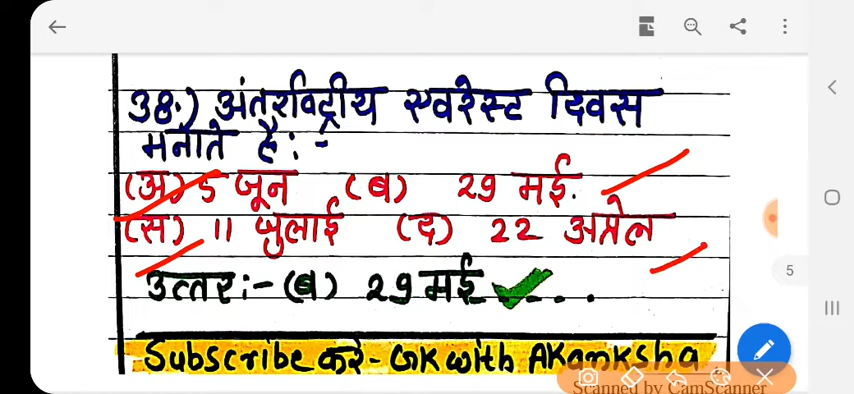 38.) अंतर्राष्ट्रीय एवरेस्ट दिवस
मनाते है:-
(अ) 5 जून (ब) 29 मई.
(स) 11 जुलाई (द) 22 अप्रेल
उत्तर:- (ब) 29 मई
5
Subscribe करे - GK with Akanksha
Scanned by CamScanner